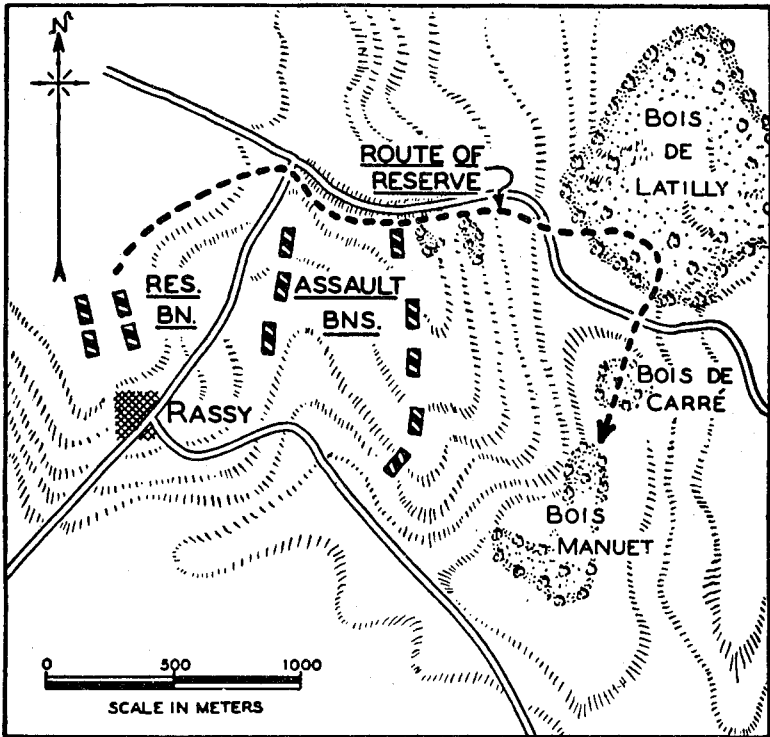 N
BOIS
DE
LATILLY
ROUTE OF
RESERVE
RES.
BN.
ASSAULT
BNS.
RASSY
BOIS DE
CARRÉ
BOIS
MANUET
0 500 1000
SCALE IN METERS